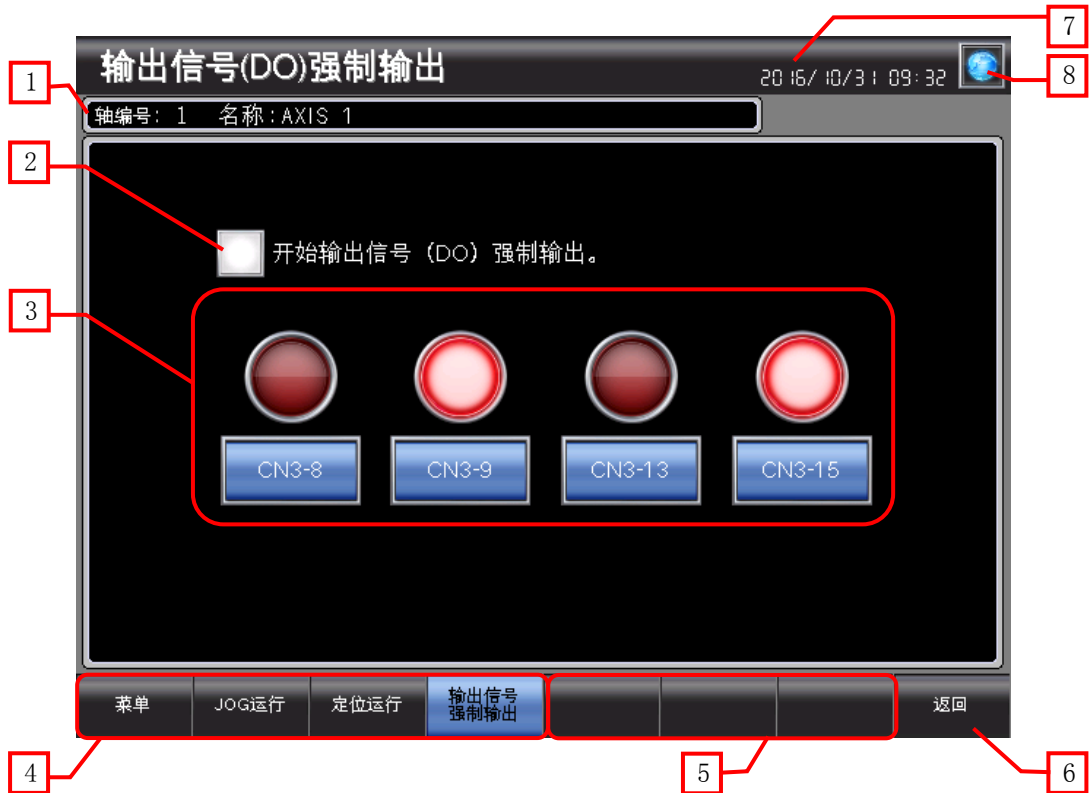 7
输出信号(DO)强制输出
2016/10/31 09:32
8
1
轴编号: 1 名称:AXIS 1
2
开始输出信号 (DO) 强制输出。
3
CN3-8 CN3-9 CN3-13 CN3-15
菜单 JOG运行 定位运行 输出信号 返回
强制输出
4 5 6